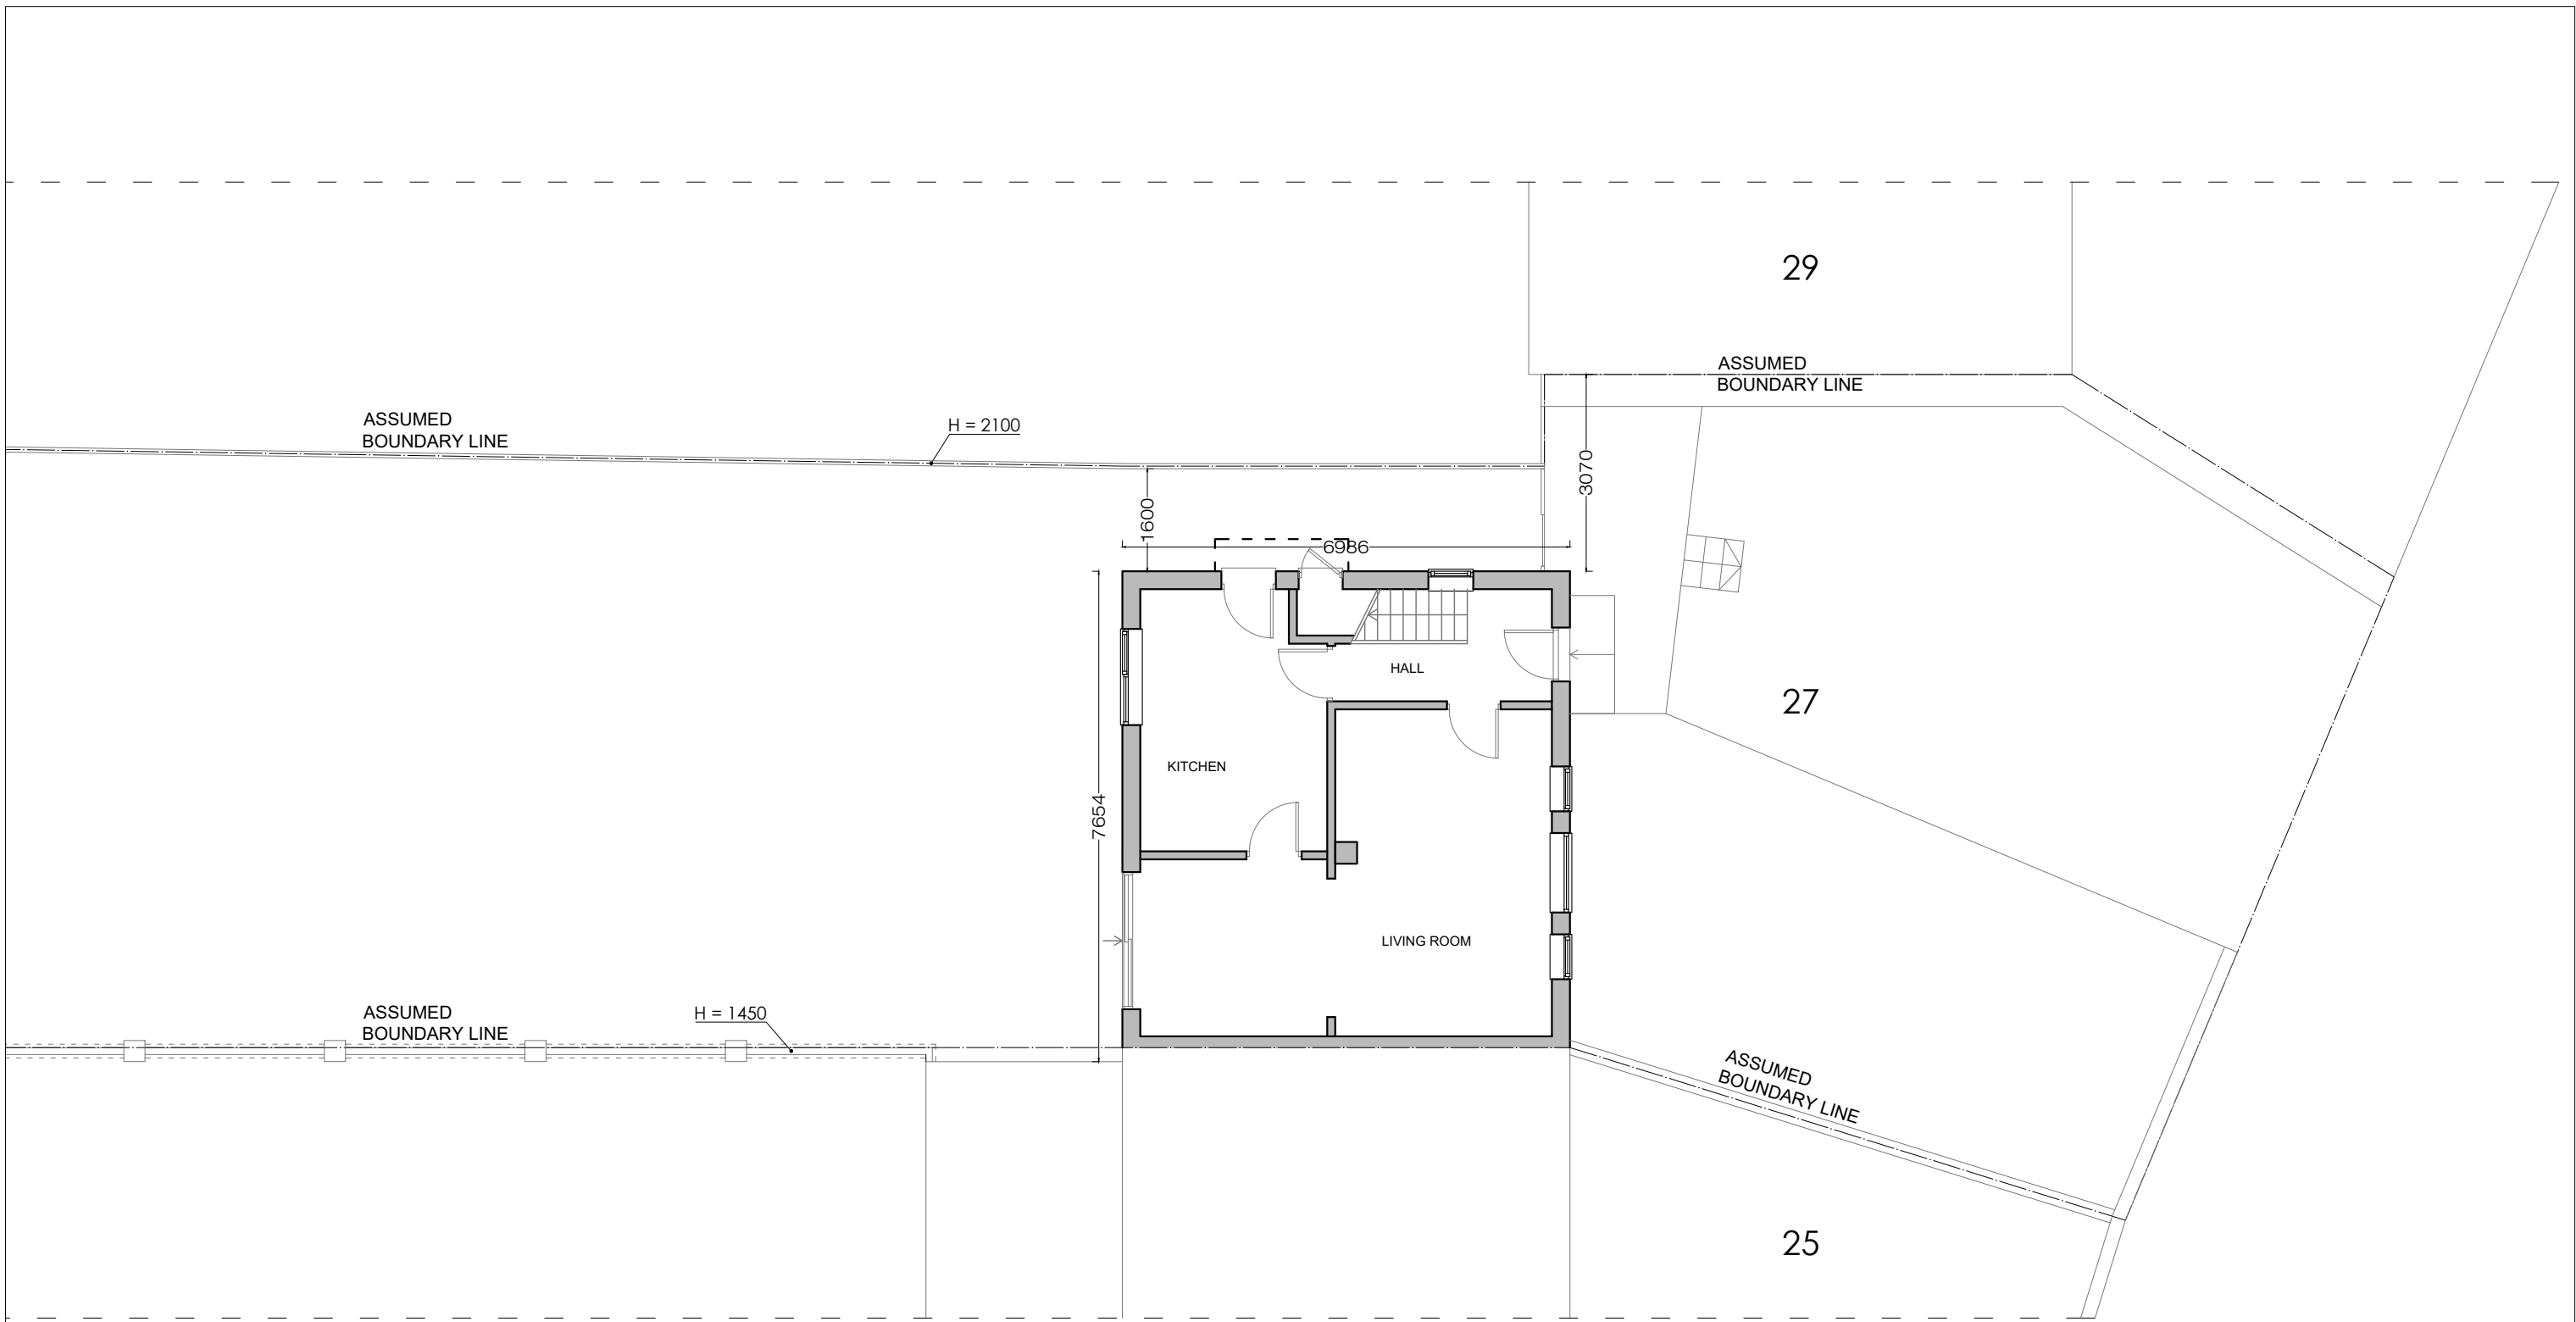 29
ASSUMED
BOUNDARY LINE
ASSUMED
BOUNDARY LINE
H = 2100
3070
1600
6986
HALL
27
KITCHEN
7654
LIVING ROOM
ASSUMED
BOUNDARY LINE
H = 1450
ASSUMED
BOUNDARY LINE
25